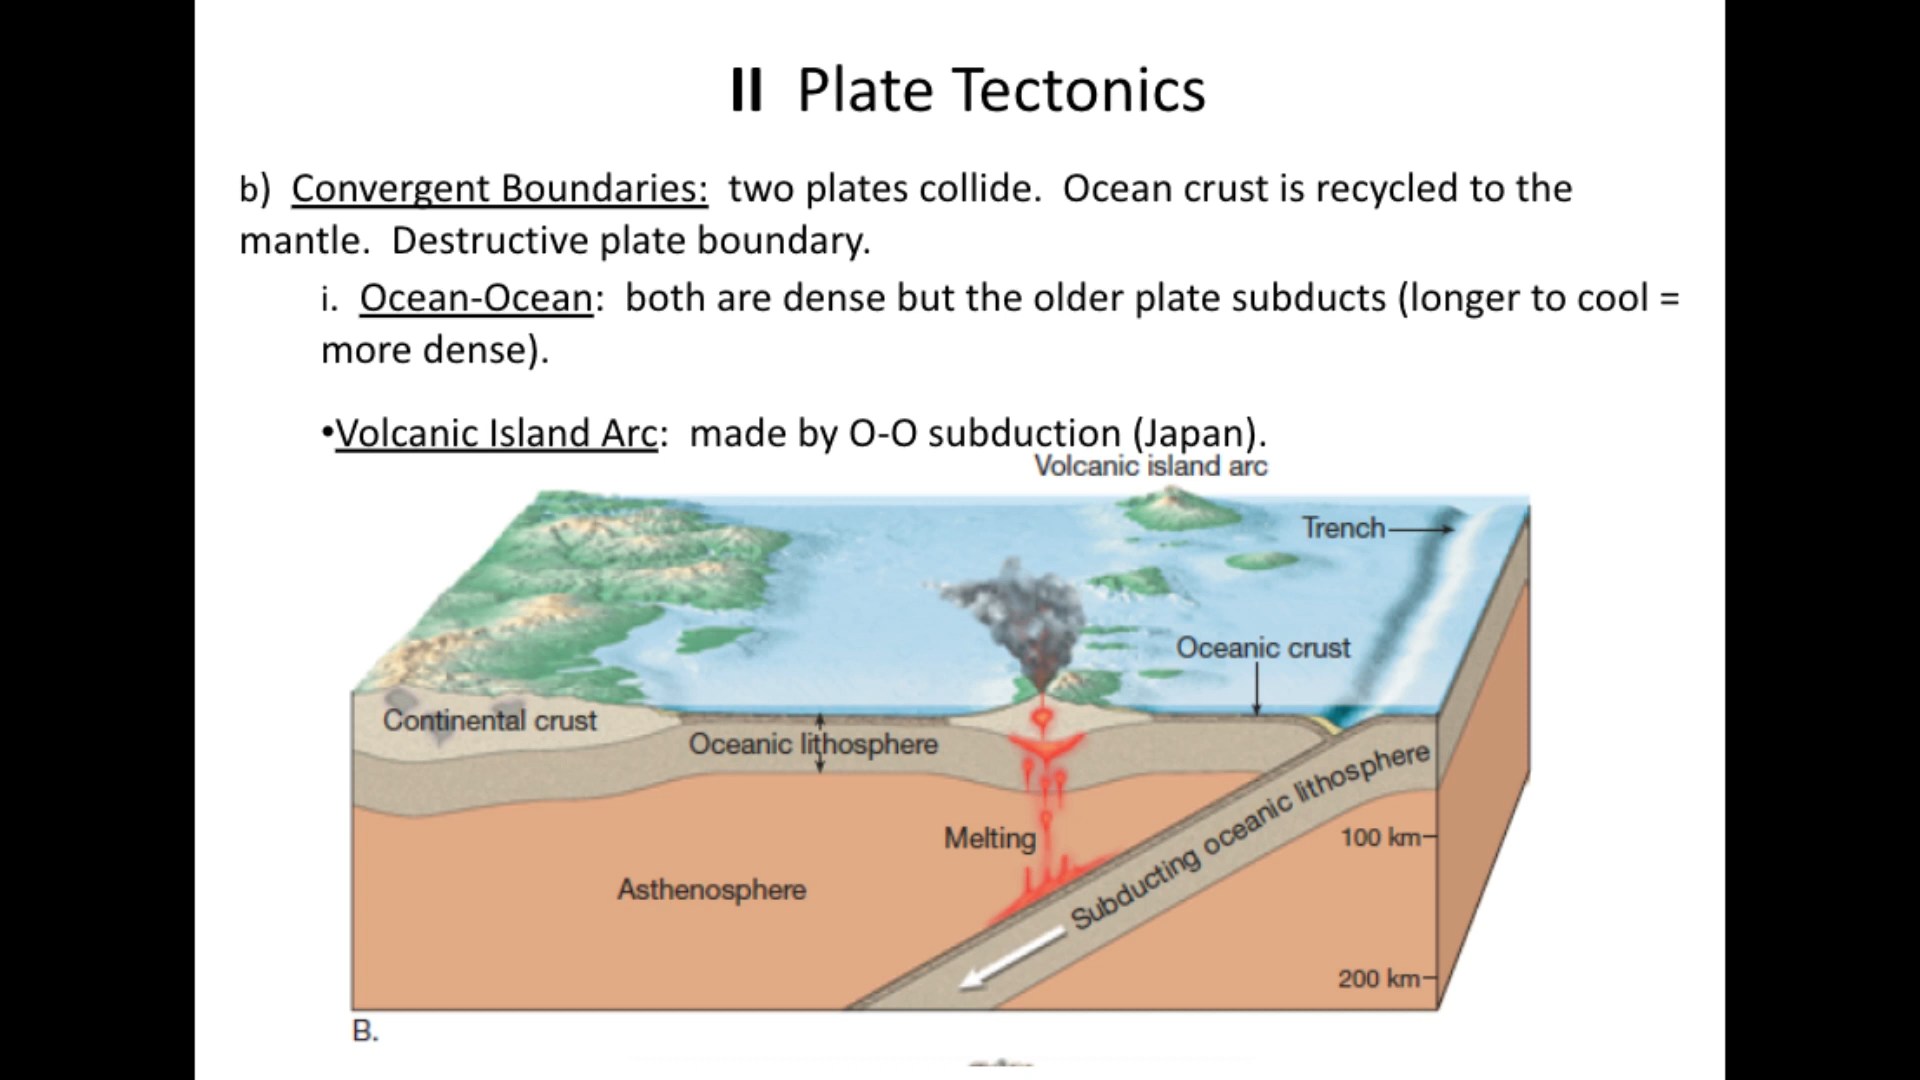 II Plate Tectonics
b) Convergent Boundaries: two plates collide. Ocean crust is recycled to the
mantle. Destructive plate boundary.
i. Ocean-Ocean: both are dense but the older plate subducts (longer to cool =
more dense).
•Volcanic Island Arc: made by O-O subduction (Japan).
Volcanic island arc
Trench
Oceanic crust
Continental crust
Oceanic lithosphere
Subducting oceanic lithosphere
Melting
100 km
Asthenosphere
200 km
B.